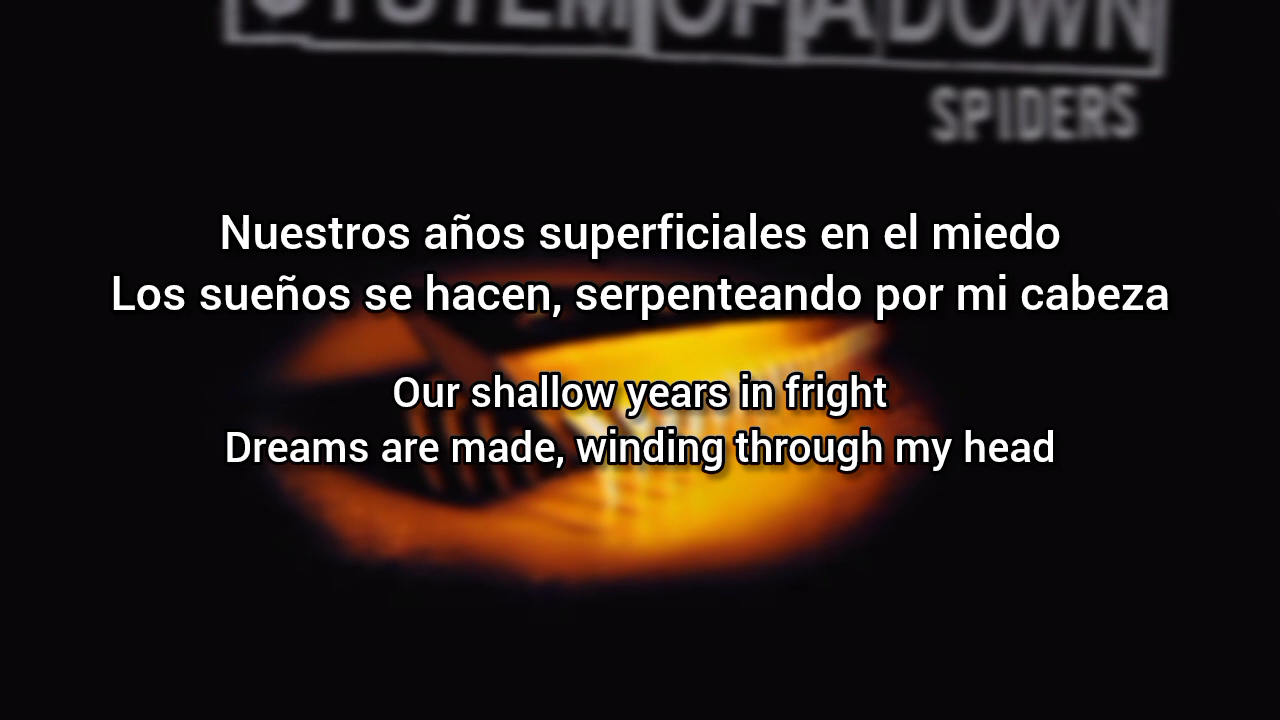 SYSTEM OF A DOWN
SPIDERS
Nuestros años superficiales en el miedo
Los sueños se hacen, serpenteando por mi cabeza
Our shallow years in fright
Dreams are made, winding through my head